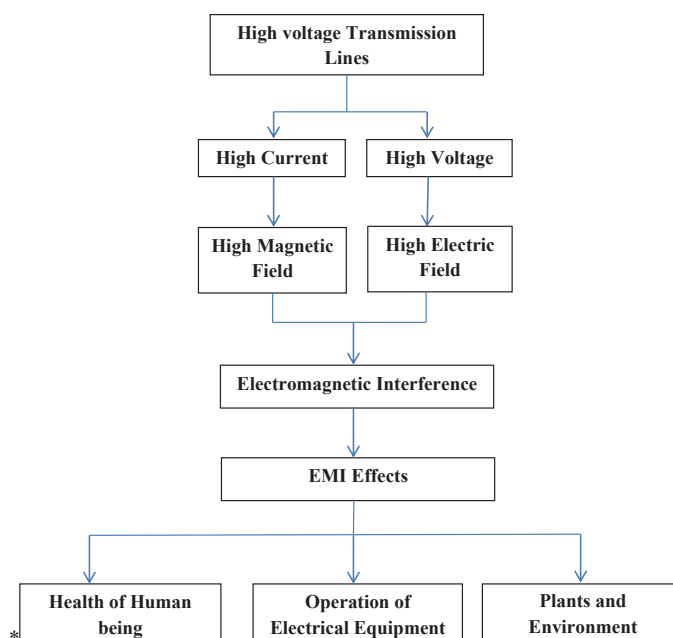 High voltage Transmission
Lines
High Current
High Voltage
High Magnetic
Field
High Electric
Field
Electromagnetic Interference
EMI Effects
Health of Human
being
Operation of
Electrical Equipment
Plants and
Environment
*